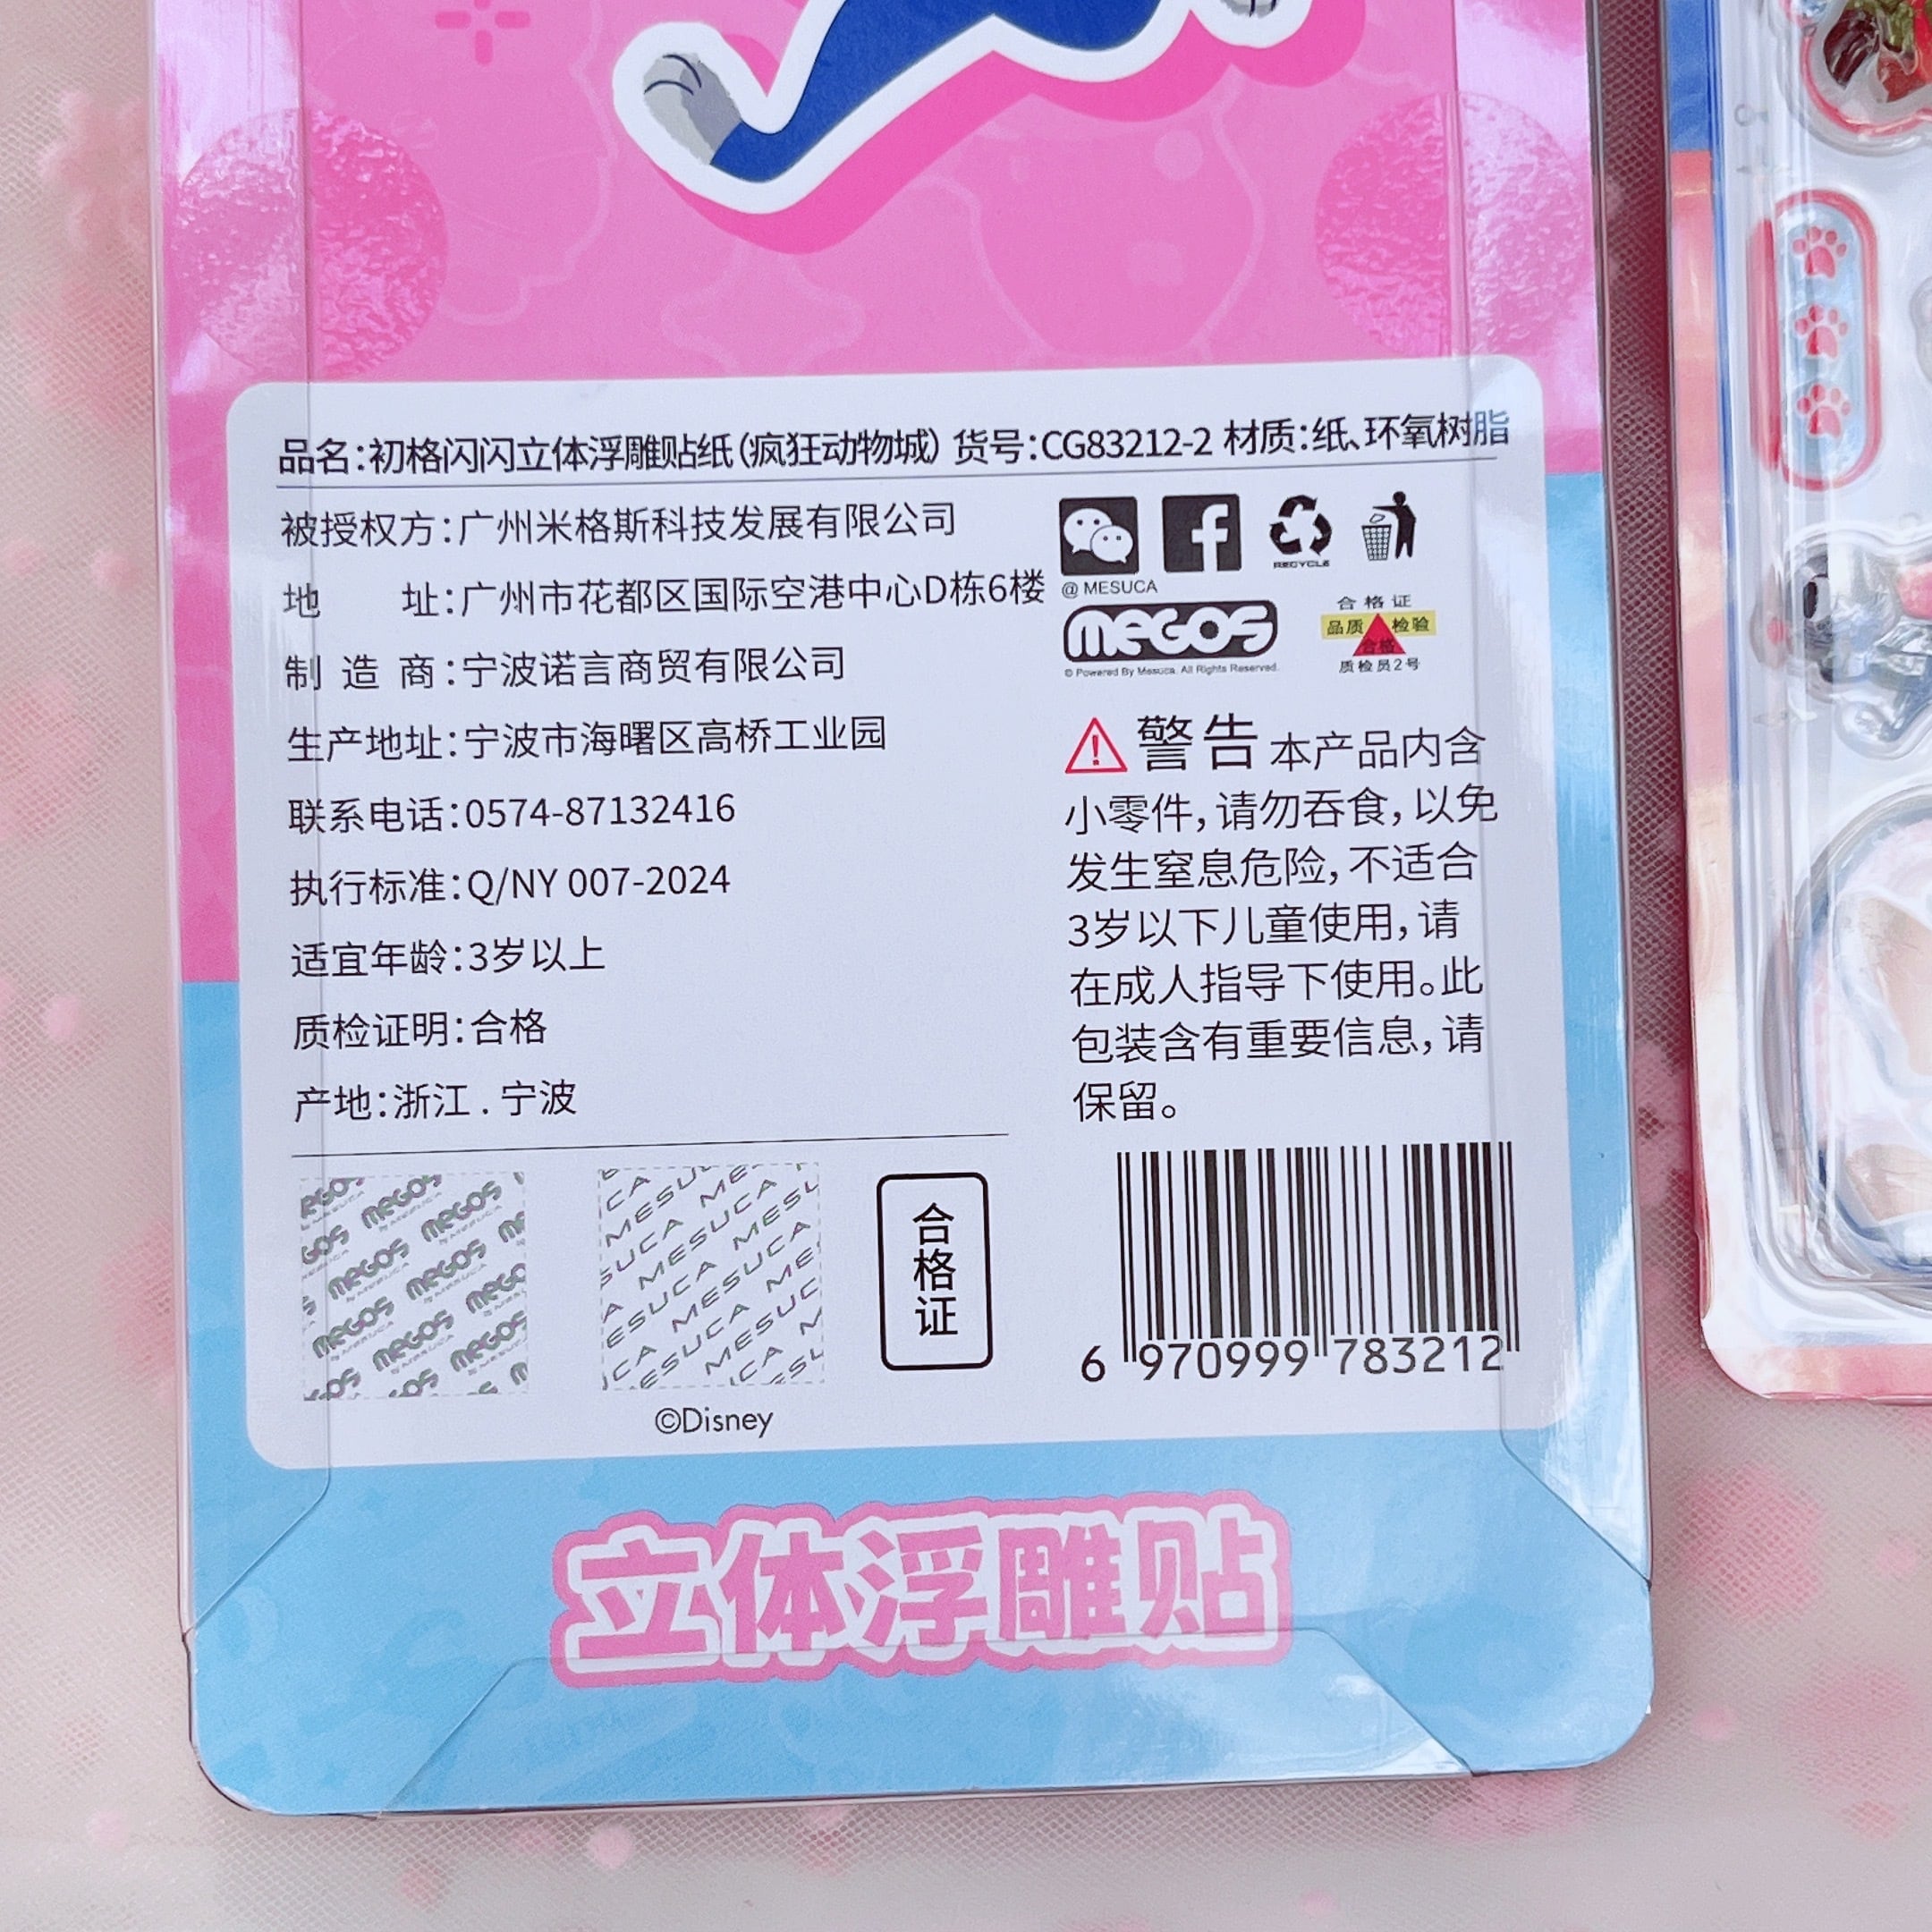 品名:初格闪闪立体浮雕贴纸(疯狂动物城) 货号:CG83212-2 材质:纸、环氧树脂
被授权方:广州米格斯科技发展有限公司
地 址:广州市花都区国际空港中心D栋6楼
制 造 商:宁波诺言商贸有限公司
生产地址:宁波市海曙区高桥工业园
联系电话:0574-87132416
执行标准:Q/NY 007-2024
适宜年龄:3岁以上
质检证明:合格
产地:浙江.宁波
RECYCLE
@ MESUCA
MEGOS
© Powered By Mesuca. All Rights Reserved.
合格证
品质 检验
合格
质检员2号
警告 本产品内含
小零件,请勿吞食,以免
发生窒息危险,不适合
3岁以下儿童使用,请
在成人指导下使用。此
包装含有重要信息,请
保留。
MEGOS
MESUCA
合格证
6 970999 783212
©Disney
立体浮雕贴